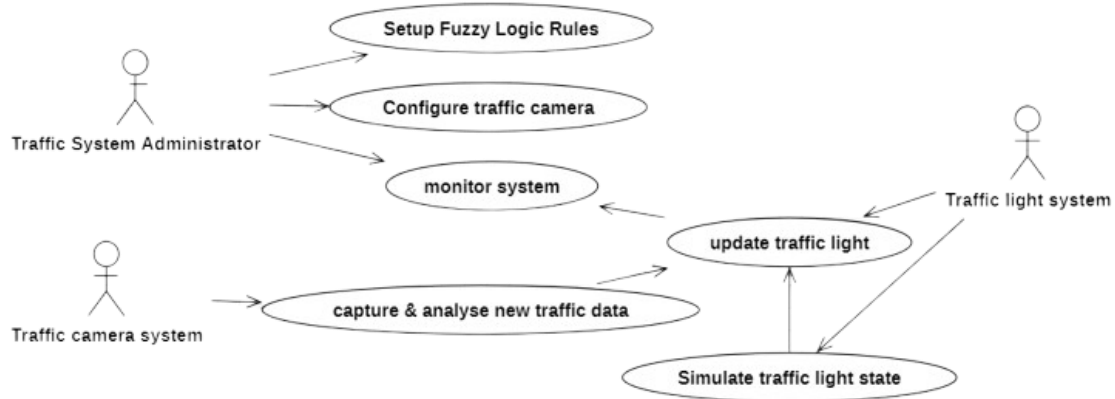 Setup Fuzzy Logic Rules
Configure traffic camera
Traffic System Administrator
monitor system
Traffic light system
update traffic light
capture & analyse new traffic data
Traffic camera system
Simulate traffic light state